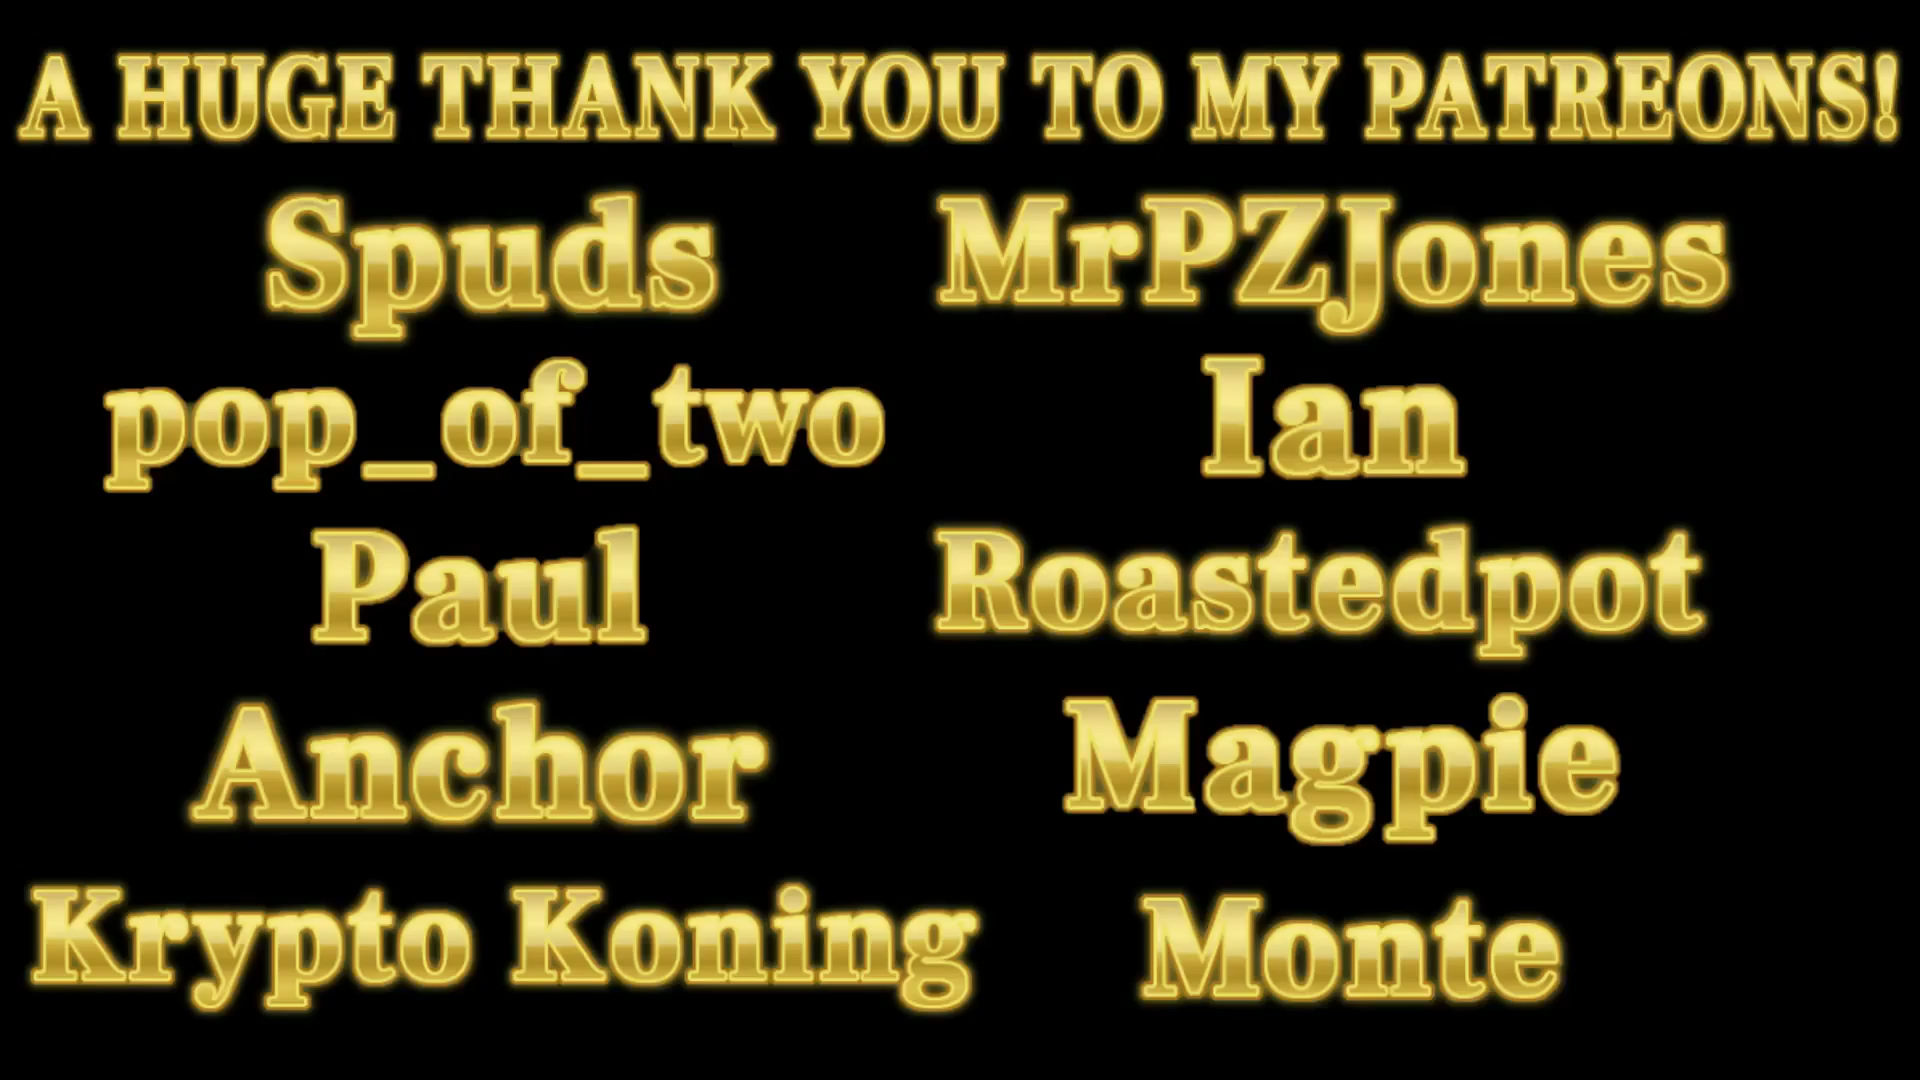 A HUGE THANK YOU TO MY PATREONS!
Spuds MrPZJones
pop_of_two Ian
Paul Roastedpot
Anchor Magpie
Krypto Koning Monte